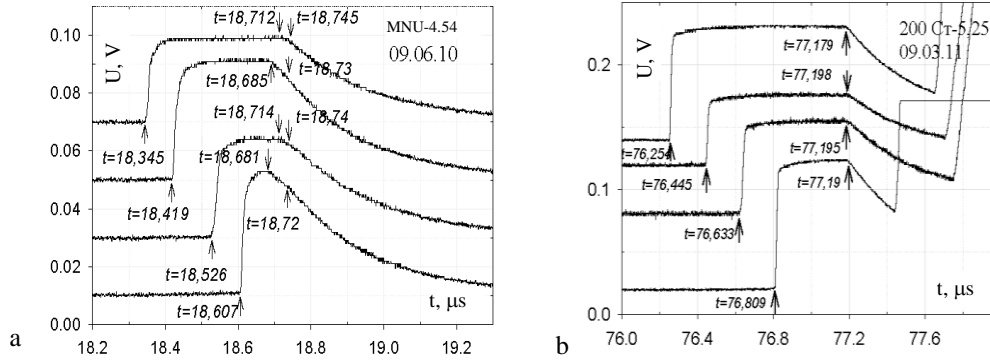 a
U, V
0.10
0.08
0.06
0.04
0.02
0.00
t=18,712
t=18,745
MNU-4.54
09.06.10
t=18,685
t=18,73
t=18,714
t=18,74
t=18,345
t=18,681
t=18,419
t=18,72
t=18,526
t=18,607
t, μs
18.2
18.4
18.6
18.8
19.0
19.2
b
U, V
0.2
0.1
0.0
200 Ст-5,25
09.03.11
t=77,179
t=77,198
t=76,254
t=77,195
t=76,445
t=77,19
t=76,633
t=76,809
t, μs
76.0
76.4
76.8
77.2
77.6